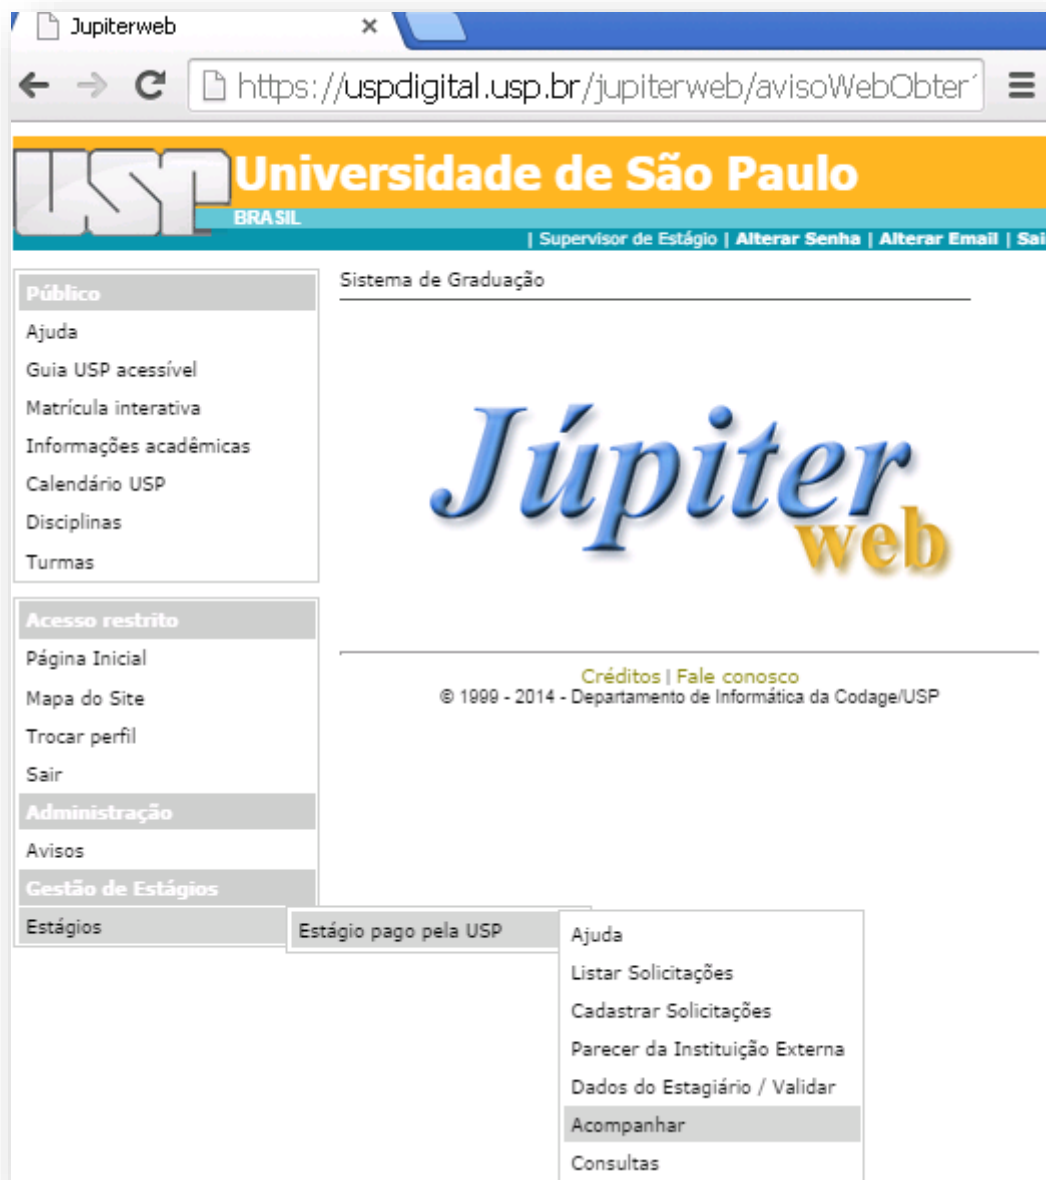 Jupiterweb
https://uspdigital.usp.br/jupiterweb/avisoWebObter
USP
Universidade de São Paulo
BRASIL
| Supervisor de Estágio | Alterar Senha | Alterar Email | Sai
Público
Ajuda
Guia USP acessível
Matrícula interativa
Informações acadêmicas
Calendário USP
Disciplinas
Turmas
Acesso restrito
Página Inicial
Mapa do Site
Trocar perfil
Sair
Administração
Avisos
Gestão de Estágios
Estágios
Sistema de Graduação
Júpiter
web
Créditos | Fale conosco
© 1999 - 2014 - Departamento de Informática da Codage/USP
Estágio pago pela USP
Ajuda
Listar Solicitações
Cadastrar Solicitações
Parecer da Instituição Externa
Dados do Estagiário / Validar
Acompanhar
Consultas